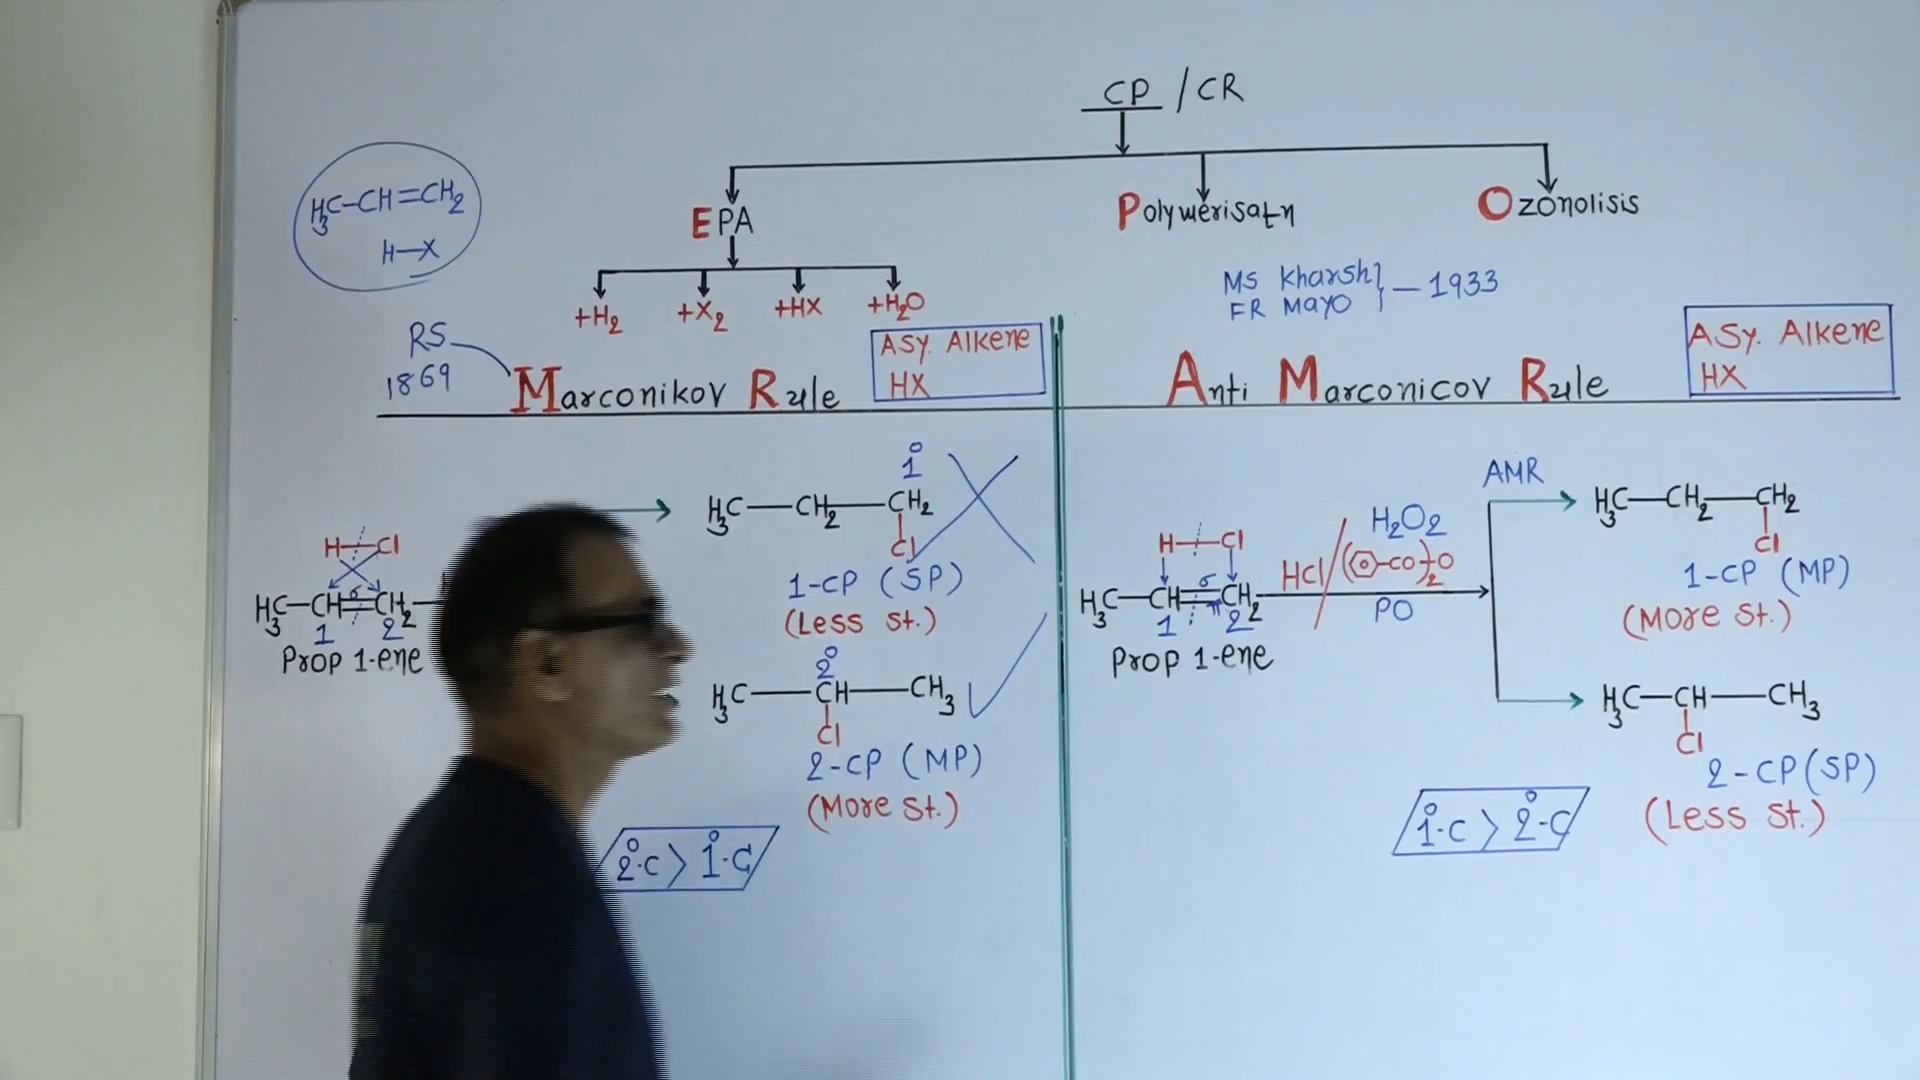 CP / CR
EPA
Polymerisatn
Ozonolisis
+H2 +X2 +HX +H2O
H3C-CH=CH2
H-X
RS
1869
Marconikov Rule
ASy. Alkene
HX
MS Kharsh
FR Mayo } - 1933
Anti Marconicov Rule
ASy. Alkene
HX
H-Cl
H3C-CH=CH2
σ
1 2
Prop 1-ene
1°
H3C-CH2-CH2
Cl
1-CP (SP)
(Less St.)
2°
H3C-CH-CH3
Cl
2-CP (MP)
(More St.)
2°-C > 1°-C
H-Cl
H3C-CH=CH2
σ
π
1 2
Prop 1-ene
H2O2
HCl/(⌬-CO)2O
PO
AMR
H3C-CH2-CH2
Cl
1-CP (MP)
(More St.)
H3C-CH-CH3
Cl
2-CP (SP)
(Less St.)
1°-C > 2°-C